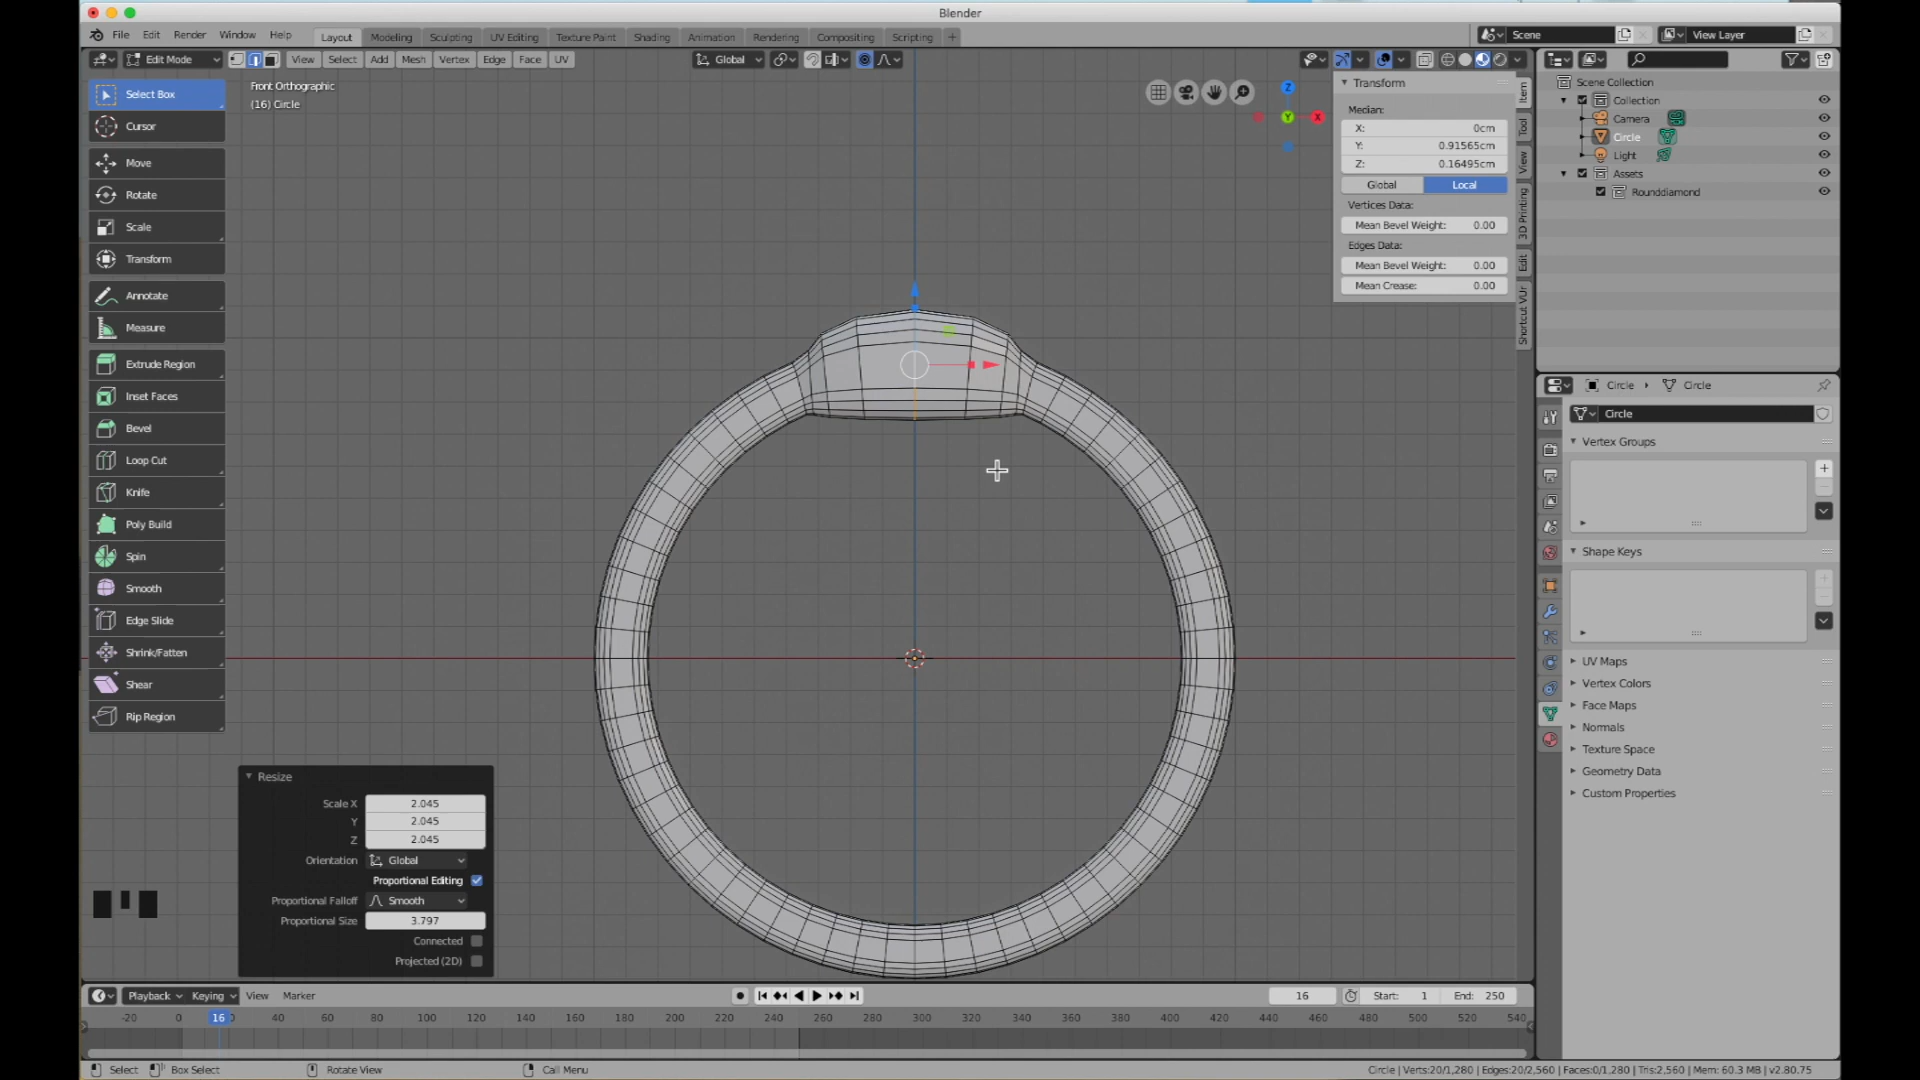 Blender
File Edit Render Window Help Layout Modeling Sculpting UV Editing Texture Paint Shading Animation Rendering Compositing Scripting + Scene View Layer
Edit Mode View Select Add Mesh Vertex Edge Face UV Global
Select Box
Cursor
Move
Rotate
Scale
Transform
Annotate
Measure
Extrude Region
Inset Faces
Bevel
Loop Cut
Knife
Poly Build
Spin
Smooth
Edge Slide
Shrink/Fatten
Shear
Rip Region
Front Orthographic
(16) Circle
Z
Y
X
Transform
Median:
X: 0cm
Y: 0.91565cm
Z: 0.16495cm
Global Local
Vertices Data:
Mean Bevel Weight: 0.00
Edges Data:
Mean Bevel Weight: 0.00
Mean Crease: 0.00
Item
Tool
View
3D Printing
Edit
Shortcut VUr
Scene Collection
Collection
Camera
Circle
Light
Assets
Rounddiamond
Circle Circle
Circle
Vertex Groups
Shape Keys
UV Maps
Vertex Colors
Face Maps
Normals
Texture Space
Geometry Data
Custom Properties
Resize
Scale X 2.045
Y 2.045
Z 2.045
Orientation Global
Proportional Editing
Proportional Falloff Smooth
Proportional Size 3.797
Connected
Projected (2D)
Playback Keying View Marker 16 Start: 1 End: 250
-20 0 16 40 60 80 100 120 140 160 180 200 220 240 260 280 300 320 340 360 380 400 420 440 460 480 500 520 540
Select Box Select Rotate View Call Menu Circle | Verts:20/1,280 | Edges:20/2,560 | Faces:0/1,280 | Tris:2,560 | Mem: 60.3 MB | v2.80.75